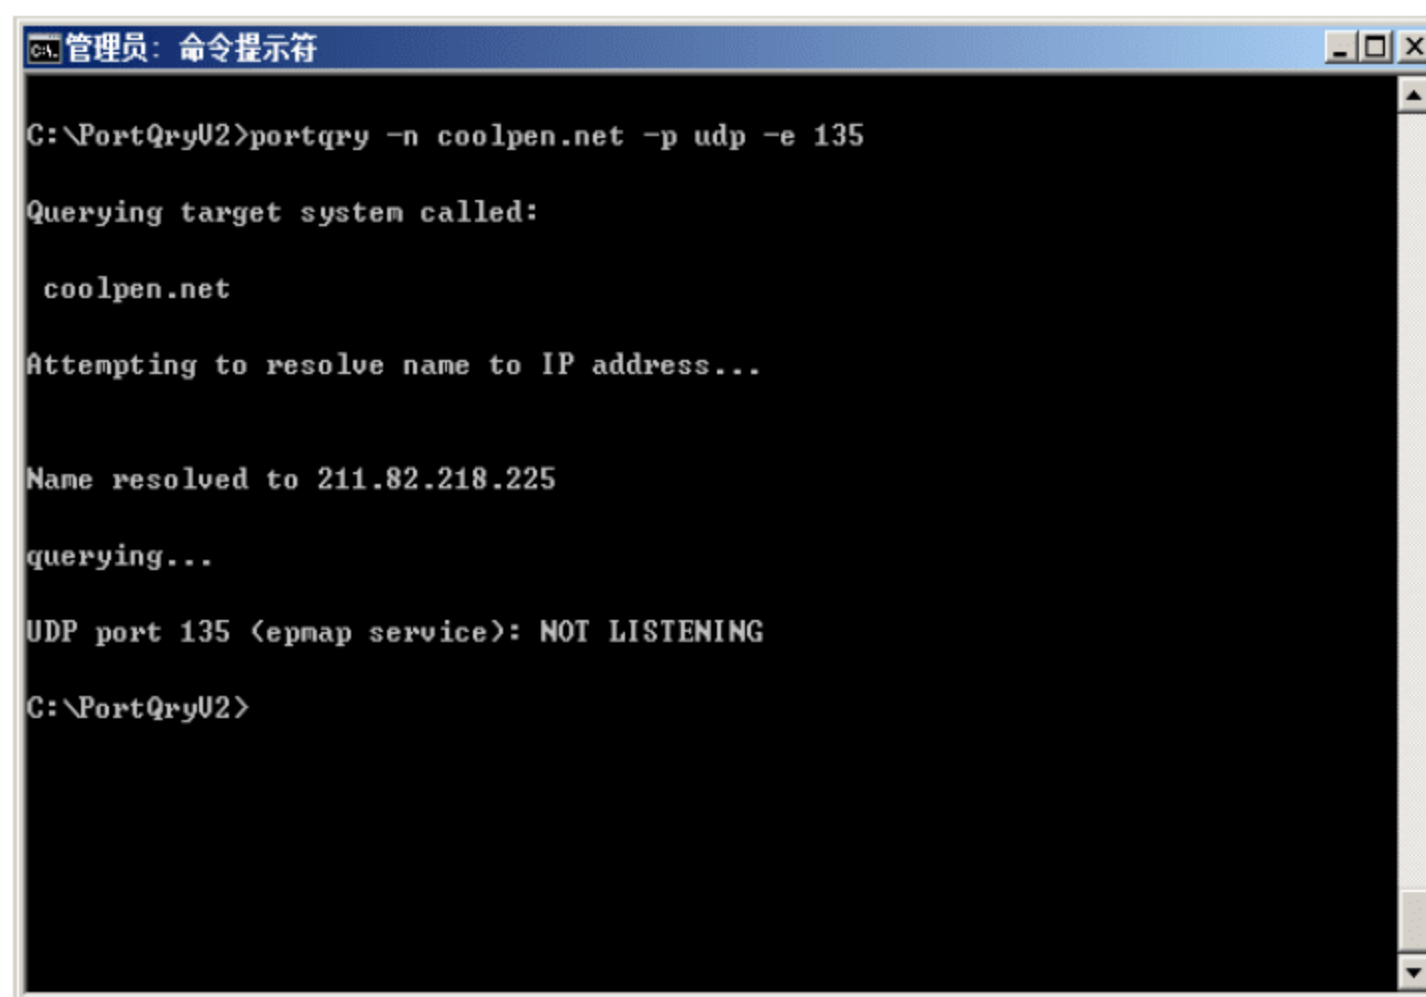 管理员: 命令提示符
C:\PortQryV2>portqry -n coolpen.net -p udp -e 135
Querying target system called:
coolpen.net
Attempting to resolve name to IP address...
Name resolved to 211.82.218.225
querying...
UDP port 135 (epmap service): NOT LISTENING
C:\PortQryV2>